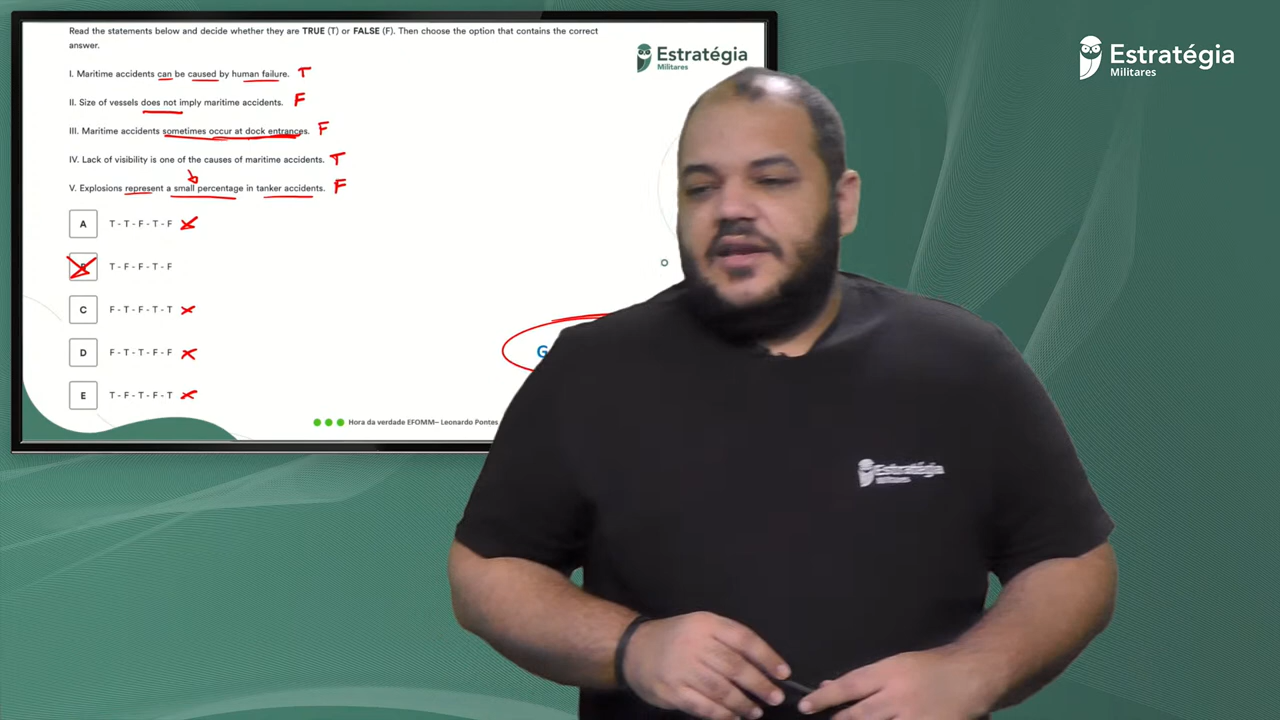 Read the statements below and decide whether they are TRUE (T) or FALSE (F). Then choose the option that contains the correct
answer.
Estratégia
Militares
Estratégia
Militares
I. Maritime accidents can be caused by human failure. T
II. Size of vessels does not imply maritime accidents. F
III. Maritime accidents sometimes occur at dock entrances. F
IV. Lack of visibility is one of the causes of maritime accidents. T
V. Explosions represent a small percentage in tanker accidents. F
A T - T - F - T - F
T - F - F - T - F
C F - T - F - T - T
D F - T - T - F - F
E T - F - T - F - T
G
Hora da verdade EFOMM– Leonardo Pontes
Estratégia
Militares